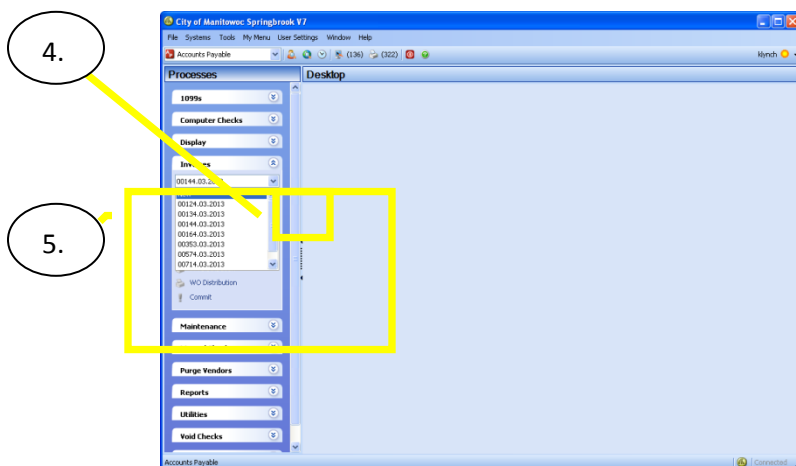 City of Manitowoc Springbrook V7
File Systems Tools My Menu User Settings Window Help
Accounts Payable (136) (322) klynch
Processes Desktop
4.
1099s
Computer Checks
Display
00144.03.2013
00124.03.2013
00134.03.2013
00144.03.2013
00164.03.2013
00353.03.2013
00574.03.2013
00714.03.2013
5.
WO Distribution
Commit
Maintenance
Purge Vendors
Reports
Utilities
Void Checks
Accounts Payable Connected